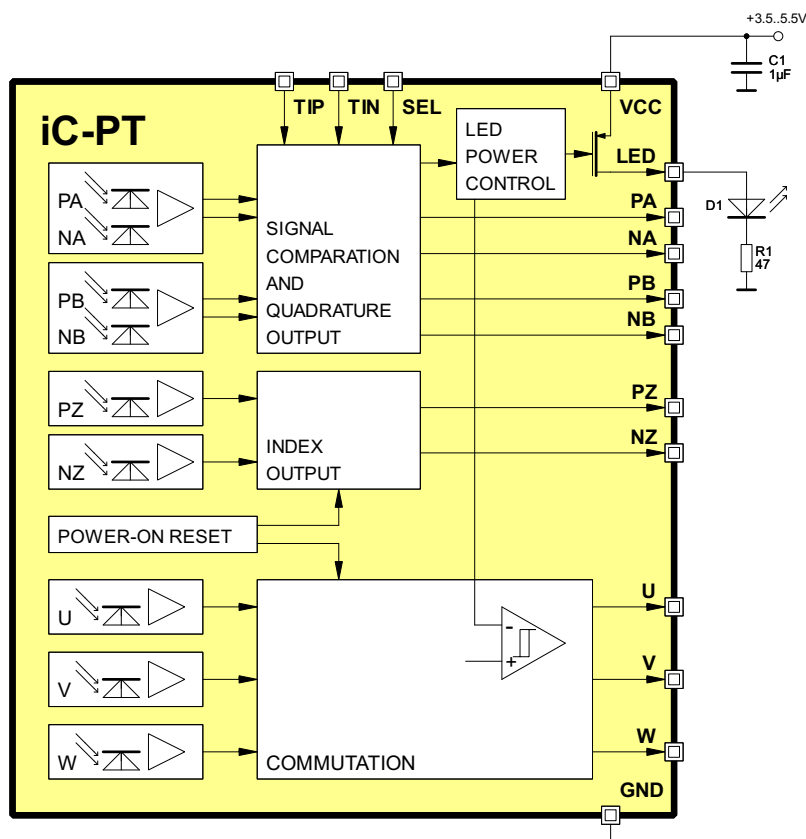 +3.5..5.5V
C1
1µF
iC-PT
TIP
TIN
SEL
VCC
LED
POWER
CONTROL
LED
D1
R1
47
PA
NA
PB
NB
SIGNAL
COMPARATION
AND
QUADRATURE
OUTPUT
PA
NA
PB
NB
PZ
NZ
INDEX
OUTPUT
PZ
NZ
POWER-ON RESET
U
V
W
-
+
COMMUTATION
U
V
W
GND